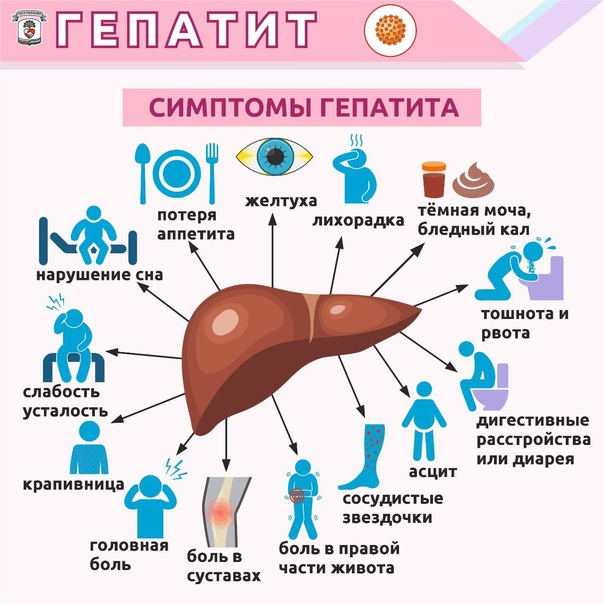 ГЕПАТИТ
СИМПТОМЫ ГЕПАТИТА
потеря
аппетита
желтуха
лихорадка
тёмная моча,
бледный кал
нарушение сна
тошнота и
рвота
слабость
усталость
дигестивные
расстройства
или диарея
крапивница
асцит
сосудистые
звездочки
головная
боль
боль в
суставах
боль в правой
части живота